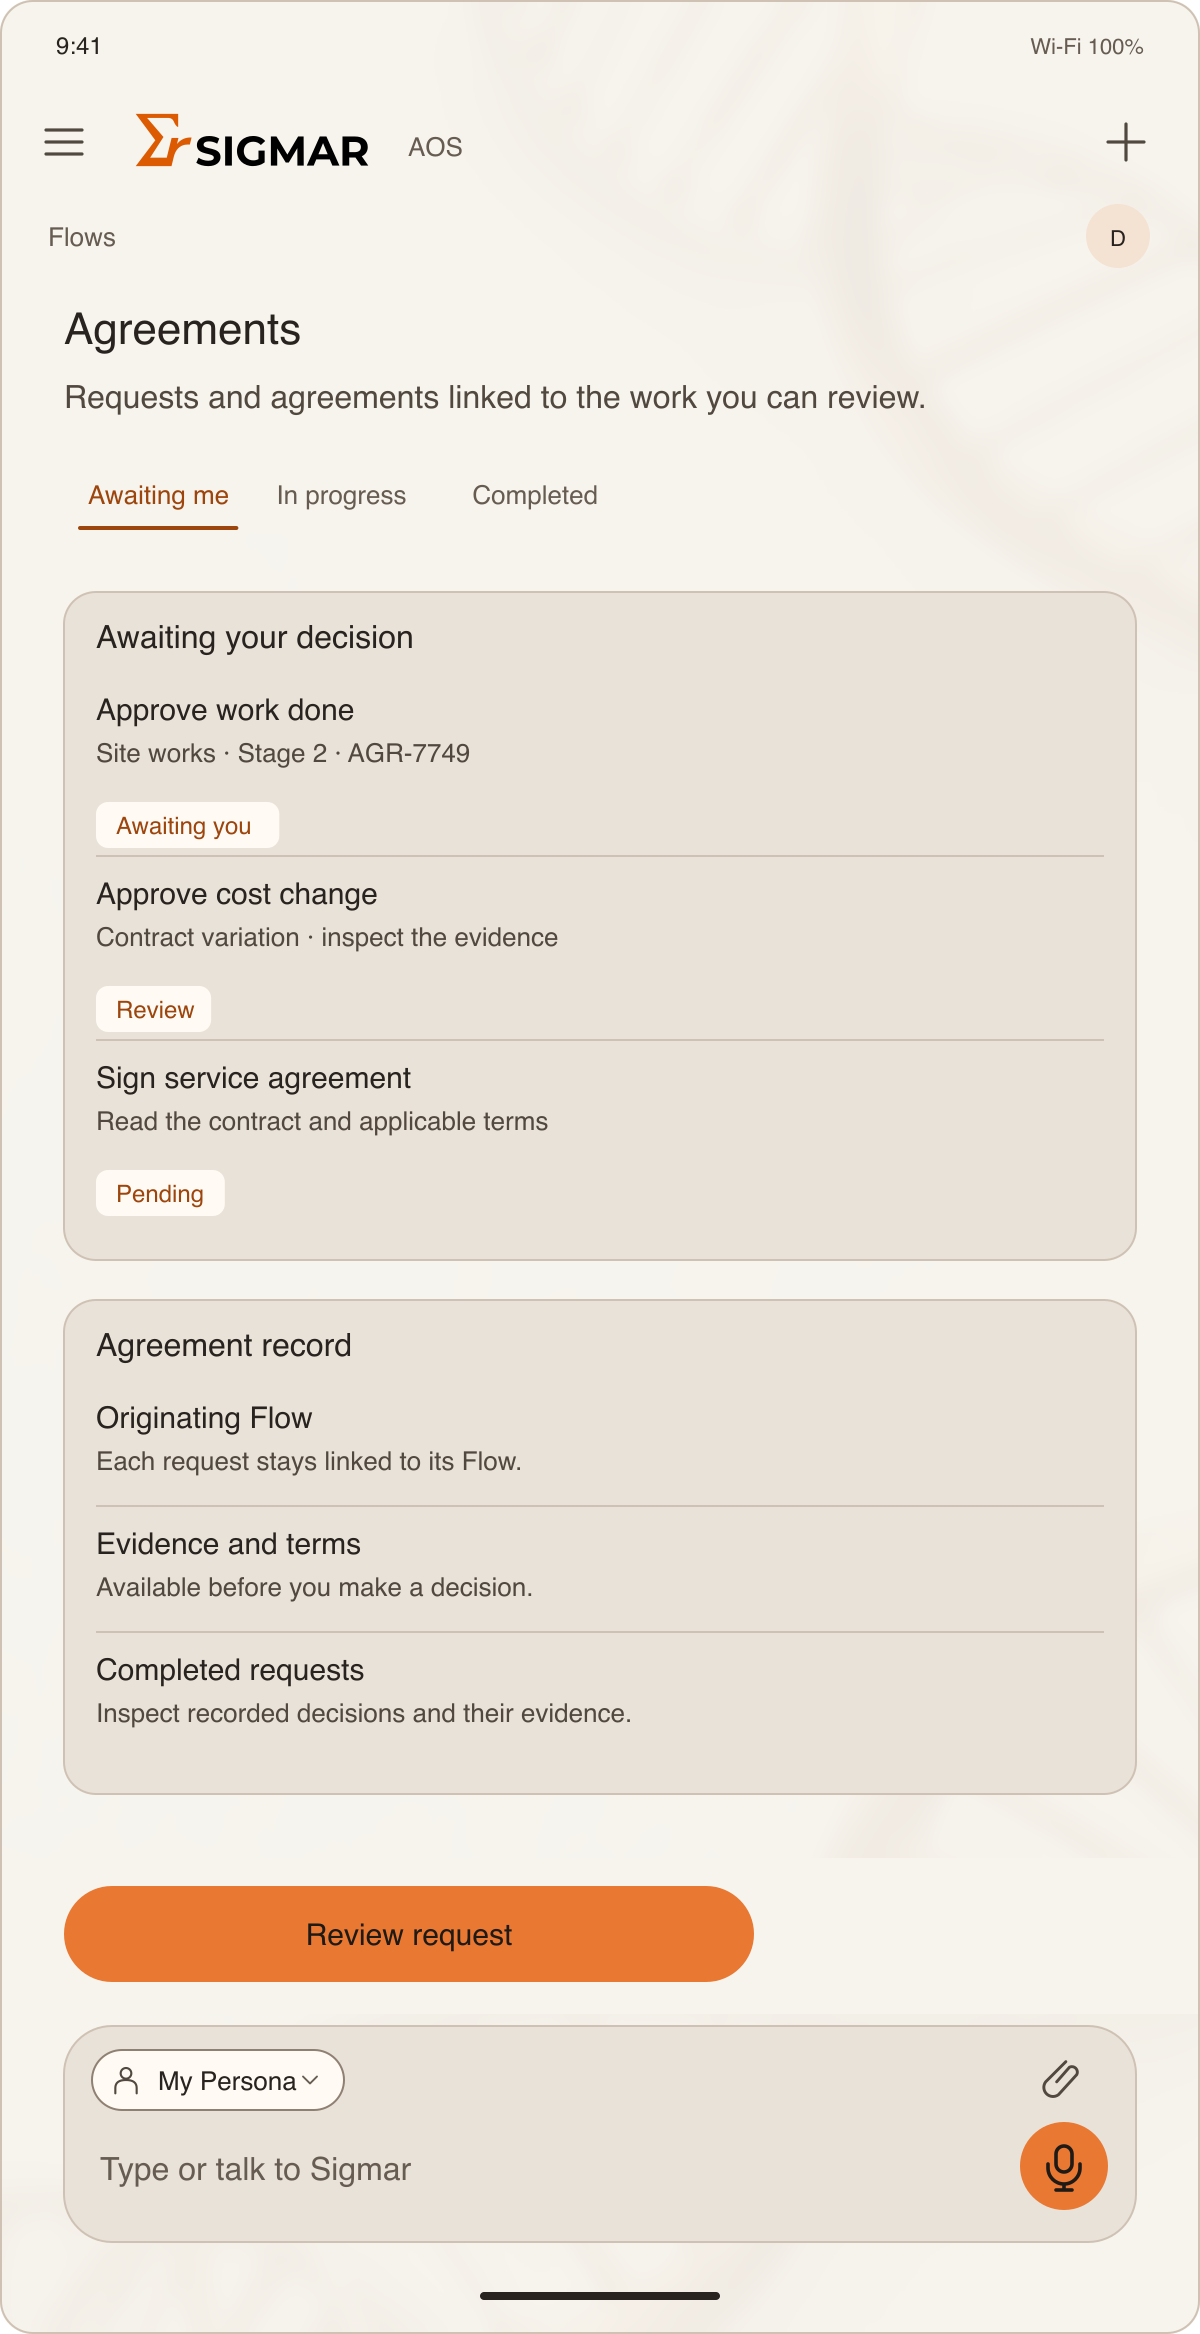 9:41
Wi-Fi 100%
Σr SIGMAR AOS
Flows
D
Agreements
Requests and agreements linked to the work you can review.
Awaiting me
In progress
Completed
Awaiting your decision
Approve work done
Site works · Stage 2 · AGR-7749
Awaiting you
Approve cost change
Contract variation · inspect the evidence
Review
Sign service agreement
Read the contract and applicable terms
Pending
Agreement record
Originating Flow
Each request stays linked to its Flow.
Evidence and terms
Available before you make a decision.
Completed requests
Inspect recorded decisions and their evidence.
Review request
My Persona
Type or talk to Sigmar